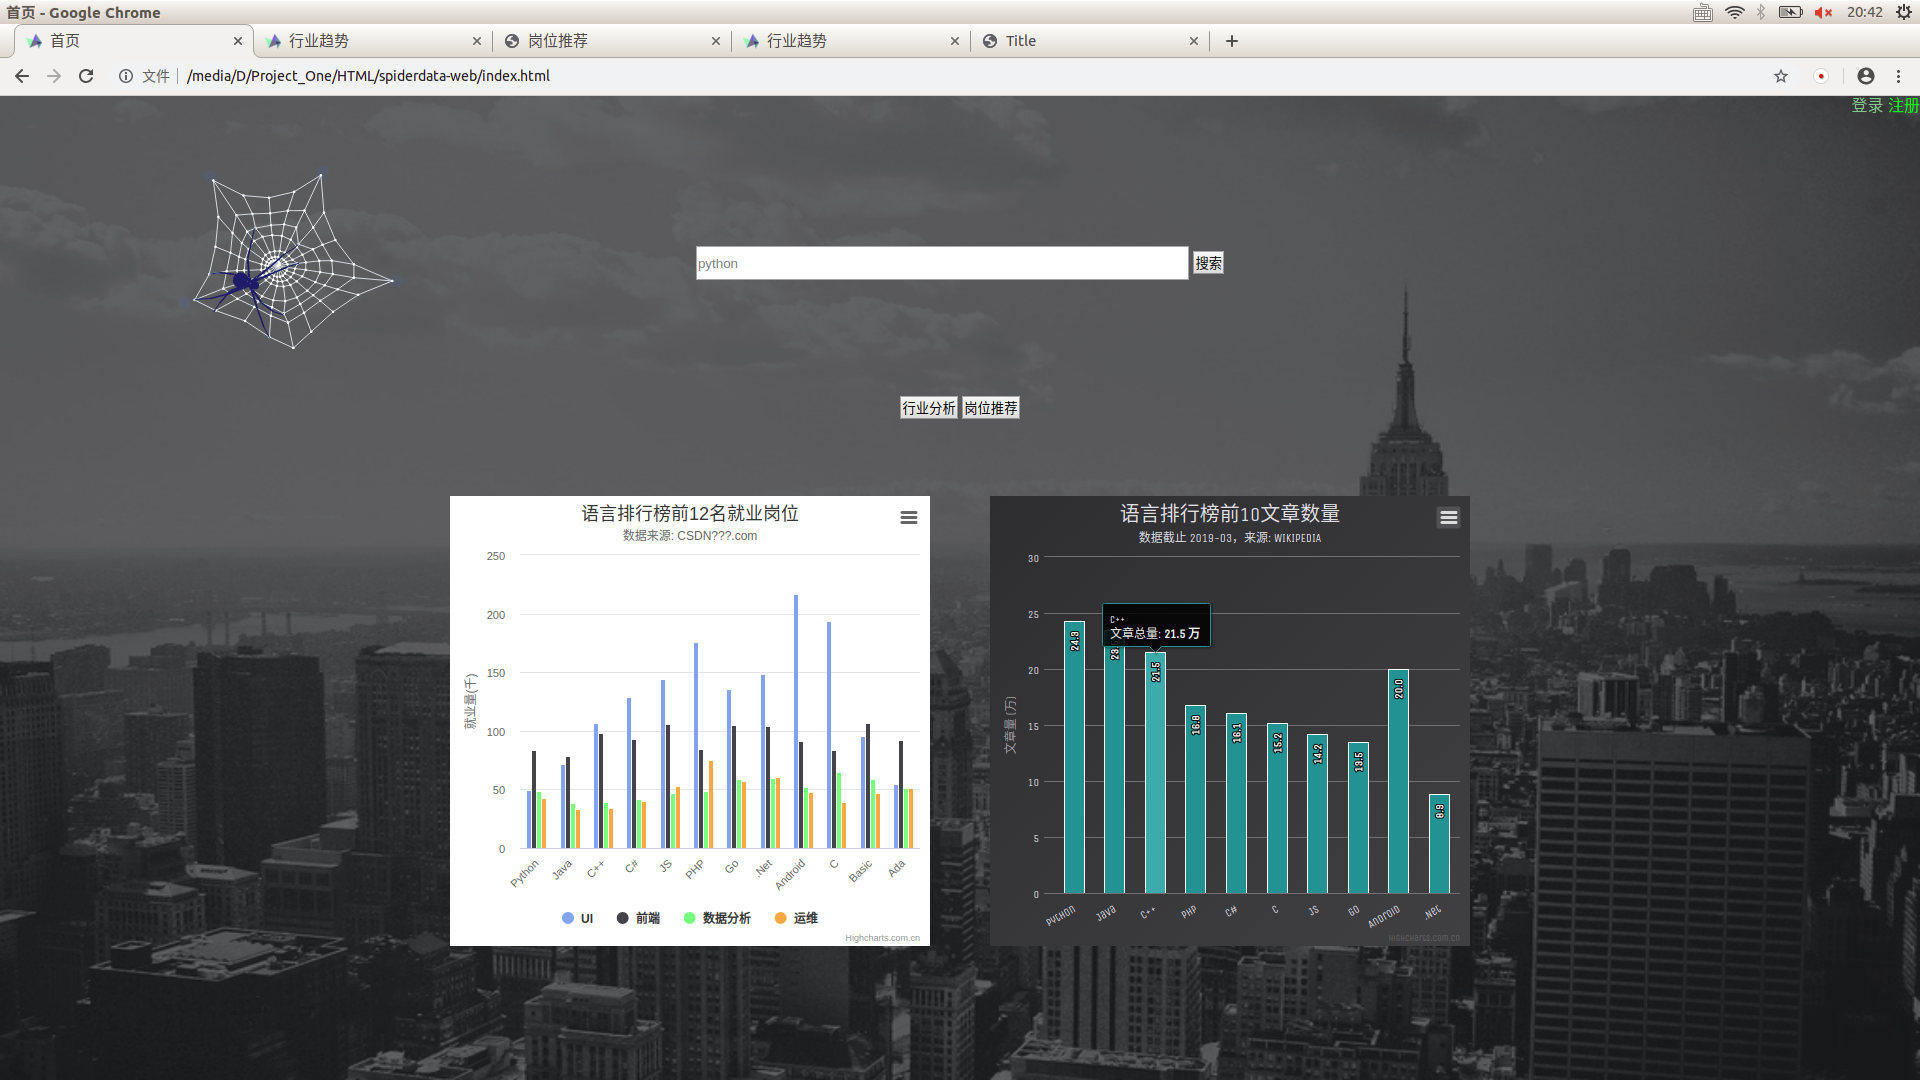 首页 - Google Chrome
20:42
首页
行业趋势
岗位推荐
行业趋势
Title
文件
/media/D/Project_One/HTML/spiderdata-web/index.html
登录 注册
python
搜索
行业分析
岗位推荐
语言排行榜前12名就业岗位
数据来源: CSDN???.com
就业量(千)
250
200
150
100
50
0
Python
Java
C++
C#
JS
PHP
Go
.Net
Android
C
Basic
Ada
UI
前端
数据分析
运维
Highcharts.com.cn
语言排行榜前10文章数量
数据截止 2019-03，来源: WIKIPEDIA
文章量 (万)
30
25
20
15
10
5
0
C++
文章总量: 21.5 万
24.3
21.5
16.8
16.1
15.2
14.2
13.5
20.0
8.9
Python
Java
C++
PHP
C#
C
JS
Go
Android
.Net
Highcharts.com.cn